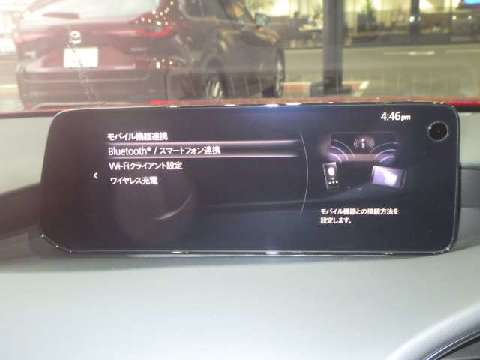 4:46pm
モバイル機器連携
Bluetooth® / スマートフォン連携
Wi-Fiクライアント設定
ワイヤレス充電
モバイル機器との接続方法を
設定します。